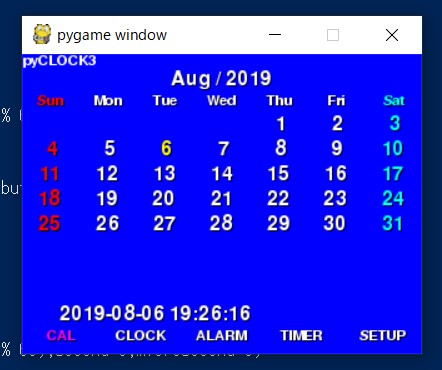 pygame window
pyCLOCK3
Aug / 2019
Sun Mon Tue Wed Thu Fri Sat
1 2 3
4 5 6 7 8 9 10
11 12 13 14 15 16 17
18 19 20 21 22 23 24
25 26 27 28 29 30 31
2019-08-06 19:26:16
CAL CLOCK ALARM TIMER SETUP